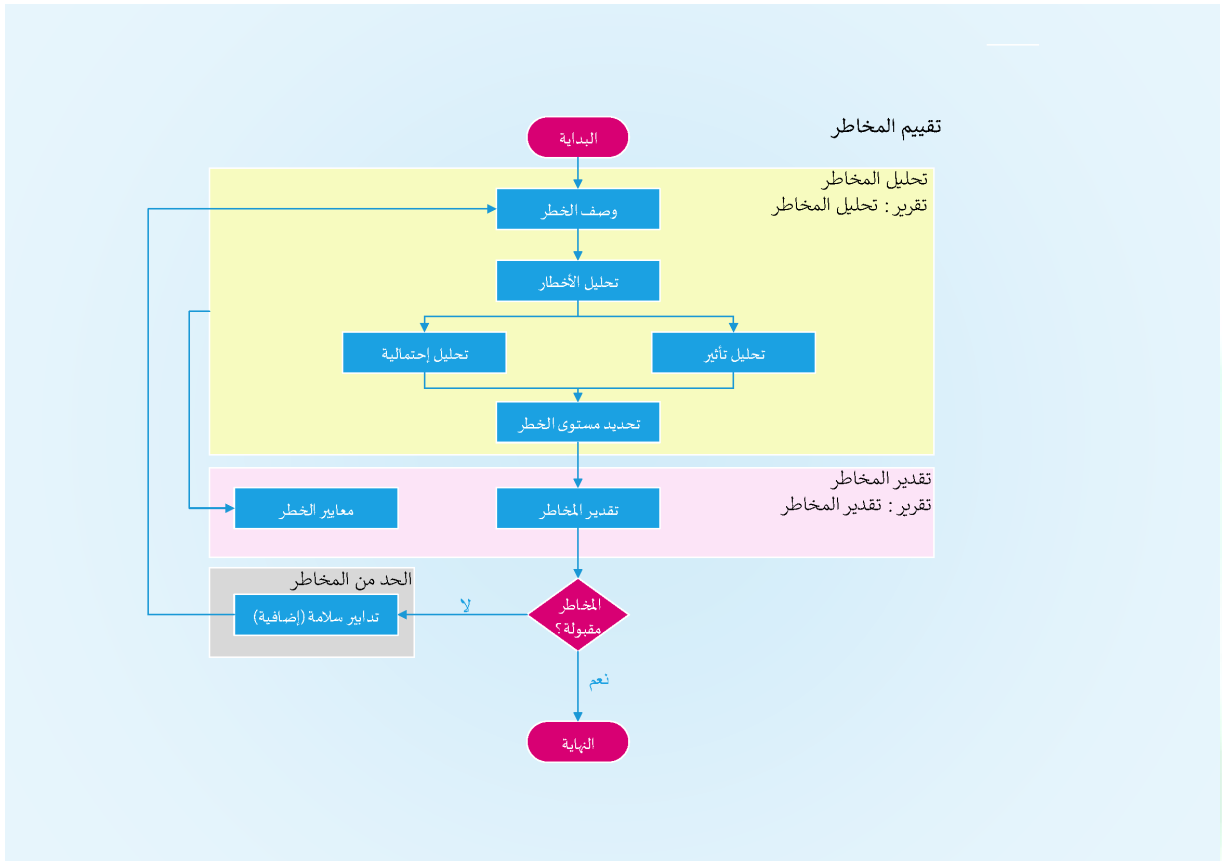 تقييم المخاطر
البداية
تحليل المخاطر
تقرير : تحليل المخاطر
وصف الخطر
تحليل الأخطار
تحليل تأثير
تحليل إحتمالية
تحديد مستوى الخطر
تقدير المخاطر
تقرير : تقدير المخاطر
تقدير المخاطر
معايير الخطر
الحد من المخاطر
المخاطر
مقبولة؟
لا
تدابير سلامة (إضافية)
نعم
النهاية